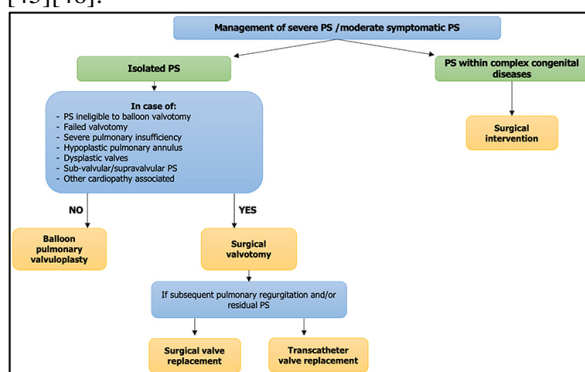 [45][46].
Management of severe PS /moderate symptomatic PS
Isolated PS
PS within complex congenital
diseases
In case of:
- PS ineligible to balloon valvotomy
- Failed valvotomy
- Severe pulmonary insufficiency
- Hypoplastic pulmonary annulus
- Dysplastic valves
- Sub-valvular/supravalvular PS
- Other cardiopathy associated
Surgical
intervention
NO
YES
Balloon
pulmonary
valvuloplasty
Surgical
valvotomy
If subsequent pulmonary regurgitation and/or
residual PS
Surgical valve
replacement
Transcatheter
valve replacement